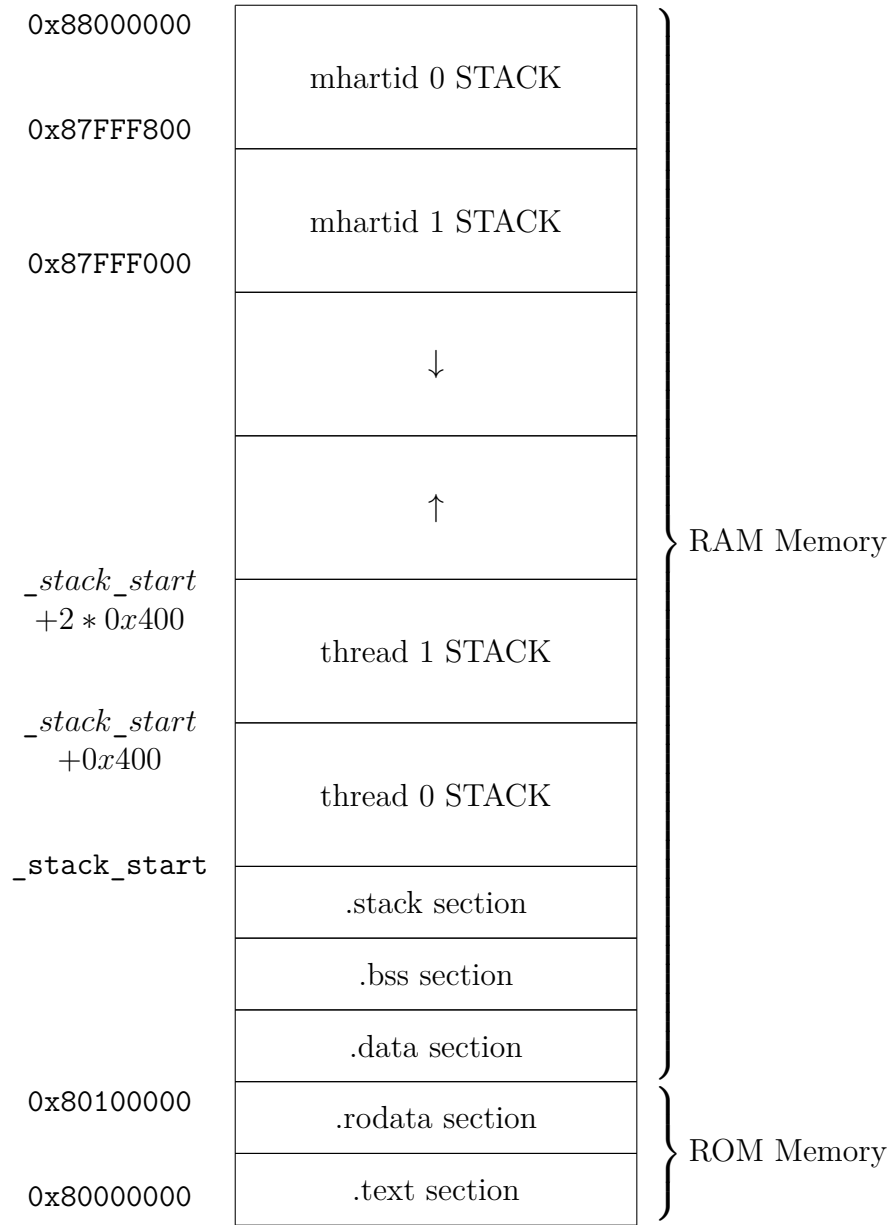 0x88000000
mhartid 0 STACK
0x87FFF800
mhartid 1 STACK
0x87FFF000
↓
↑
RAM Memory
_stack_start
+2 ∗ 0x400
thread 1 STACK
_stack_start
+0x400
thread 0 STACK
_stack_start
.stack section
.bss section
.data section
0x80100000
.rodata section
ROM Memory
.text section
0x80000000